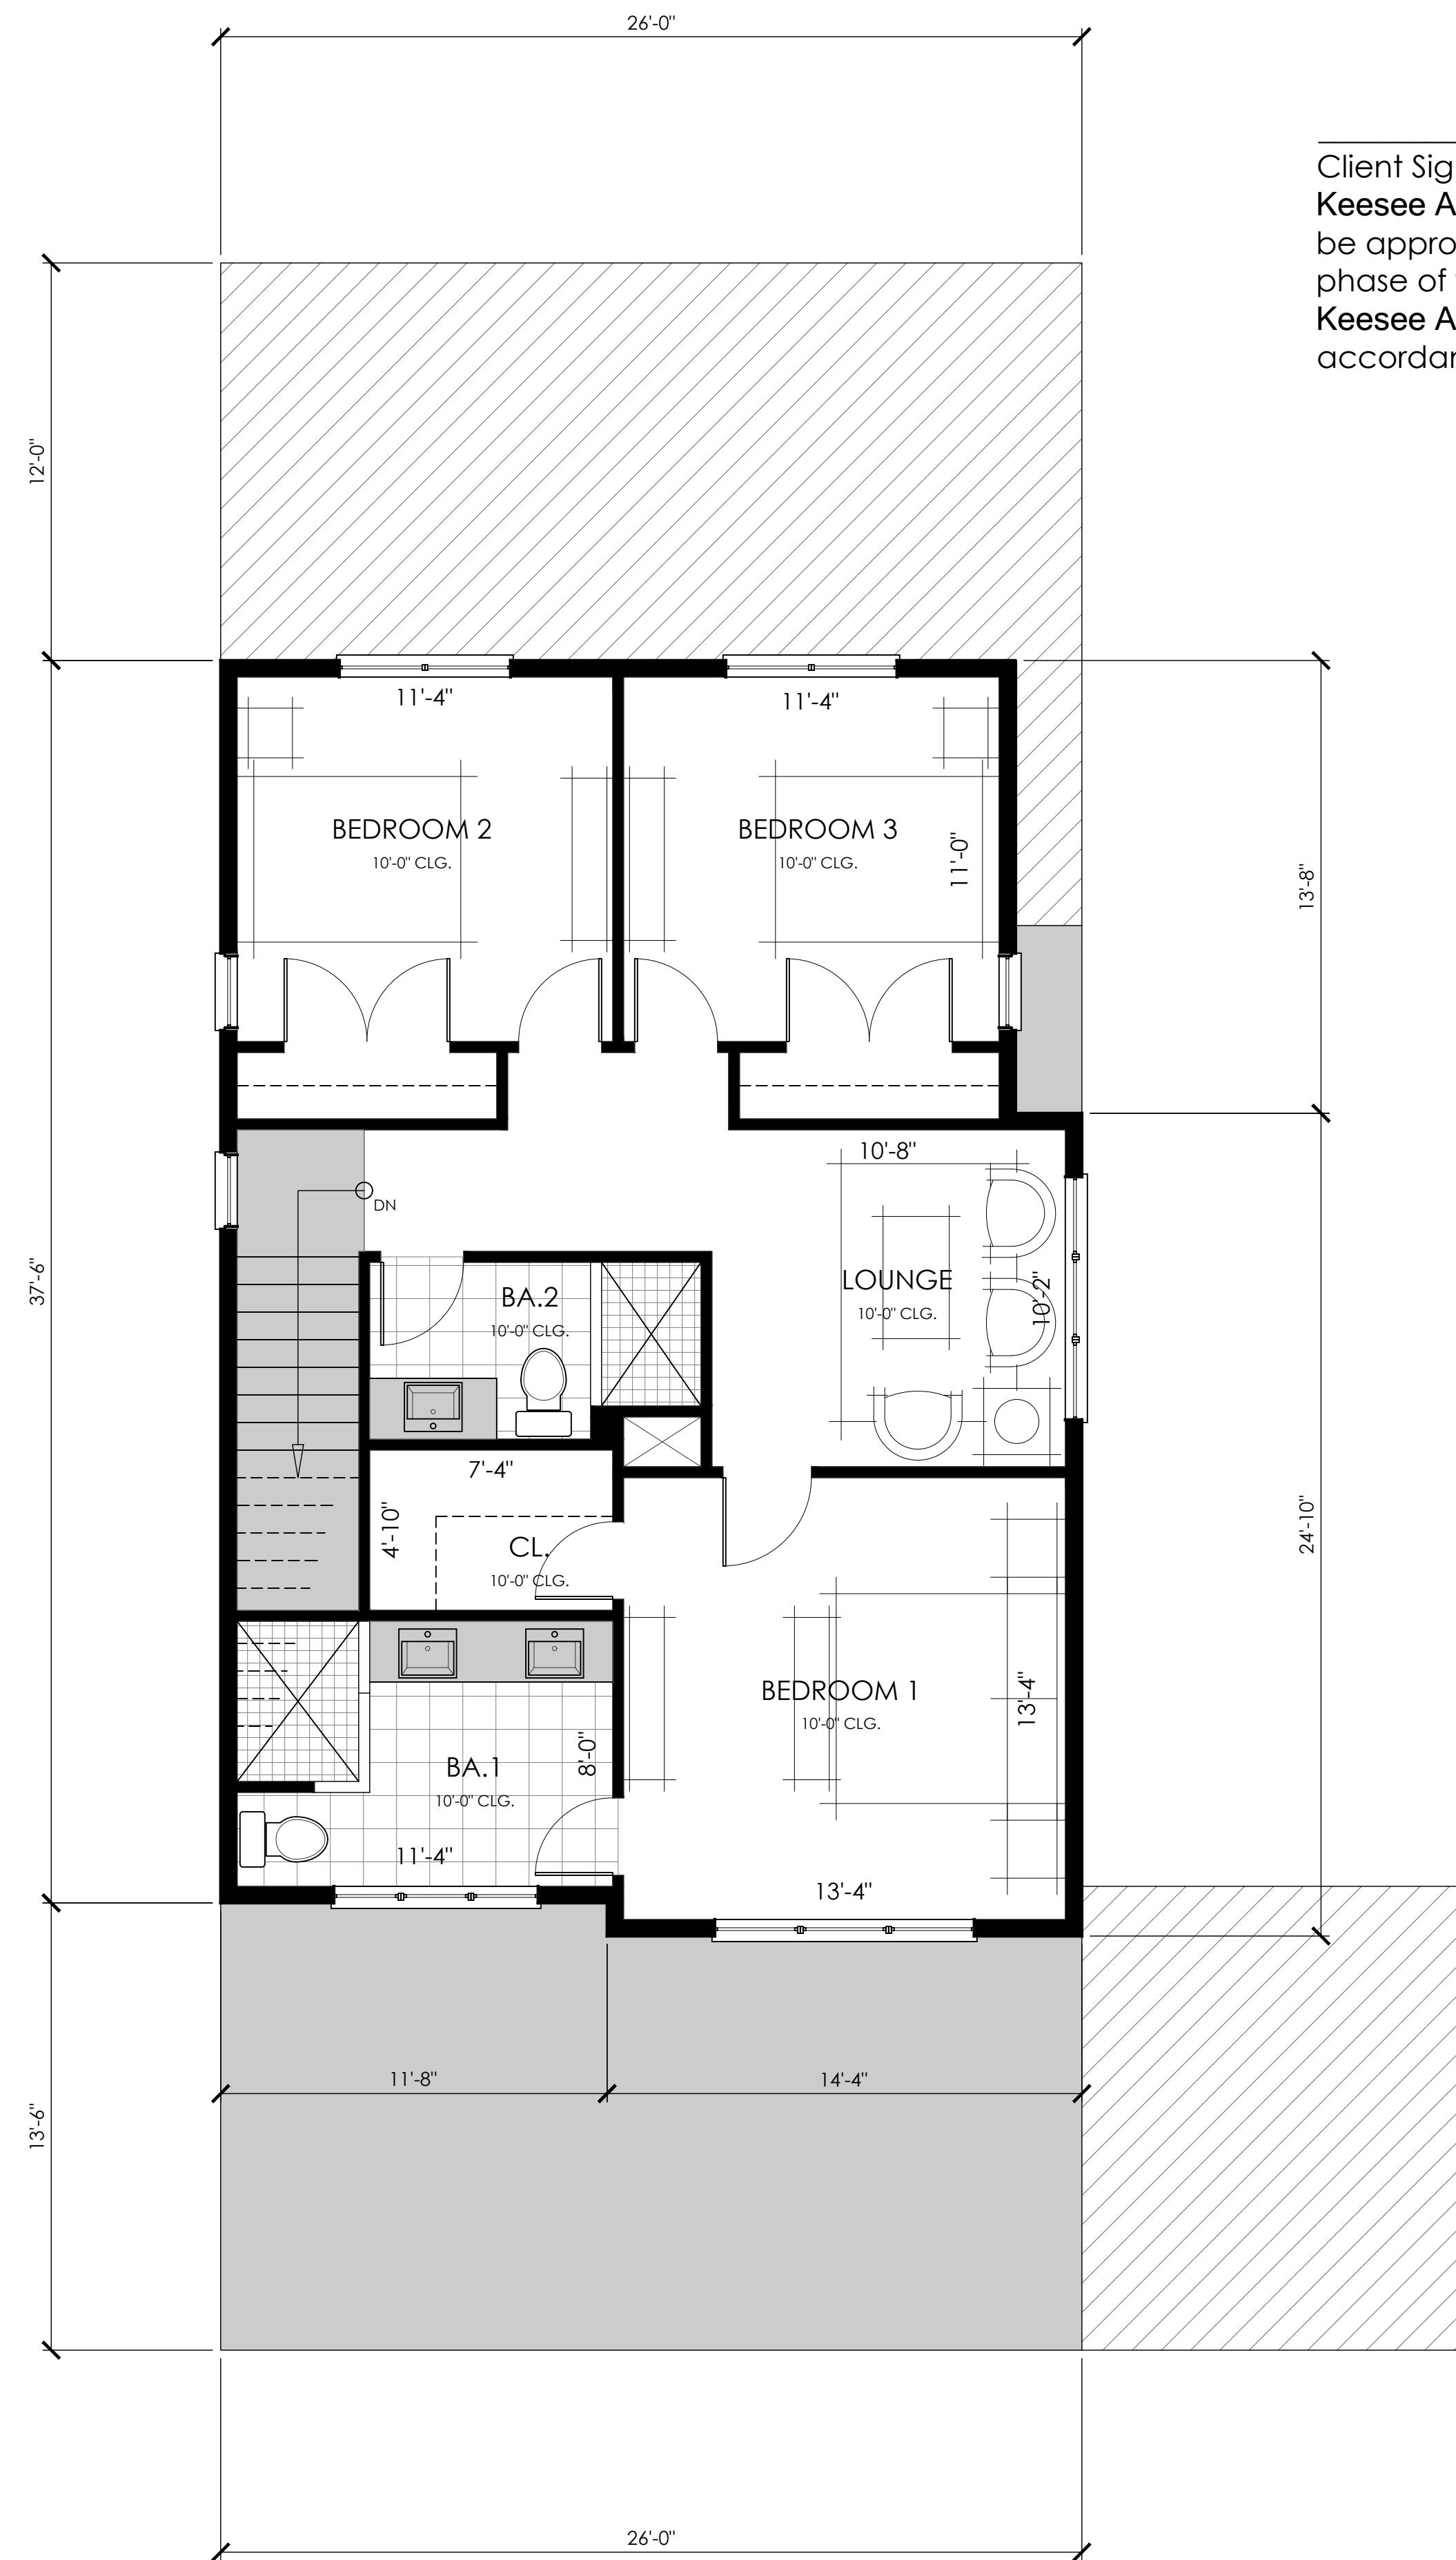 26'-0"
Client Sig
Keesee A
be appro
phase of
Keesee A
accordar
12'-0"
11'-4"
11'-4"
BEDROOM 2
10'-0" CLG.
BEDROOM 3
10'-0" CLG.
11'-0"
13'-8"
10'-8"
DN
37'-6"
LOUNGE
10'-0" CLG.
10'-2"
BA.2
10'-0" CLG.
7'-4"
4'-10"
CL.
10'-0" CLG.
24'-10"
BEDROOM 1
10'-0" CLG.
13'-4"
BA.1
10'-0" CLG.
8'-0"
11'-4"
13'-4"
11'-8"
14'-4"
13'-6"
26'-0"